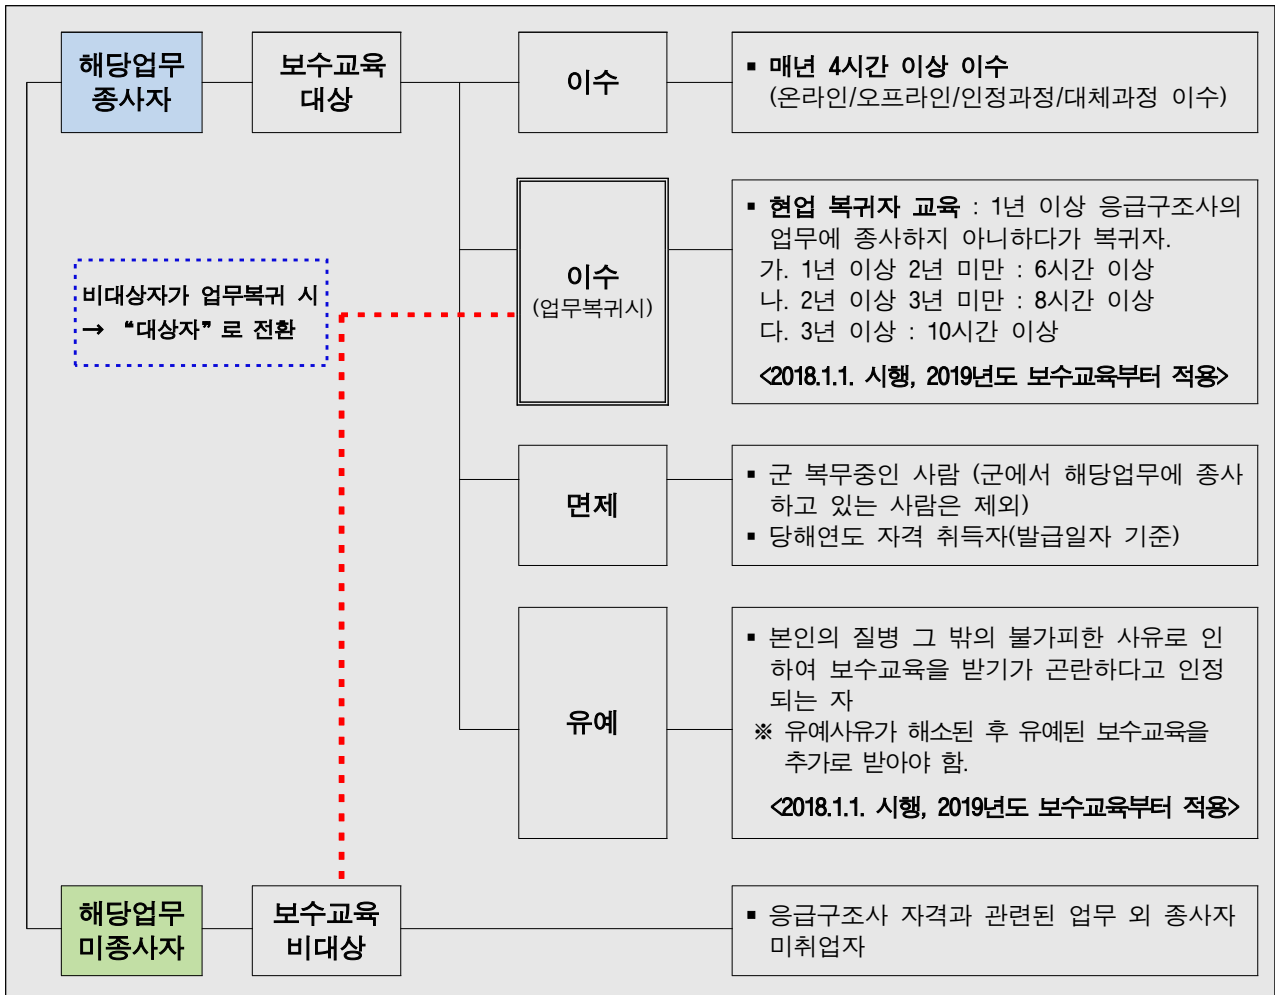 해당업무
종사자
보수교육
대상
이수
▪ 매년 4시간 이상 이수
(온라인/오프라인/인정과정/대체과정 이수)
비대상자가 업무복귀 시
→ “대상자”로 전환
이수
(업무복귀시)
▪ 현업 복귀자 교육 : 1년 이상 응급구조사의
업무에 종사하지 아니하다가 복귀자.
가. 1년 이상 2년 미만 : 6시간 이상
나. 2년 이상 3년 미만 : 8시간 이상
다. 3년 이상 : 10시간 이상
<2018.1.1. 시행, 2019년도 보수교육부터 적용>
면제
▪ 군 복무중인 사람 (군에서 해당업무에 종사
하고 있는 사람은 제외)
▪ 당해연도 자격 취득자(발급일자 기준)
유예
▪ 본인의 질병 그 밖의 불가피한 사유로 인
하여 보수교육을 받기가 곤란하다고 인정
되는 자
※ 유예사유가 해소된 후 유예된 보수교육을
추가로 받아야 함.
<2018.1.1. 시행, 2019년도 보수교육부터 적용>
해당업무
미종사자
보수교육
비대상
▪ 응급구조사 자격과 관련된 업무 외 종사자
미취업자